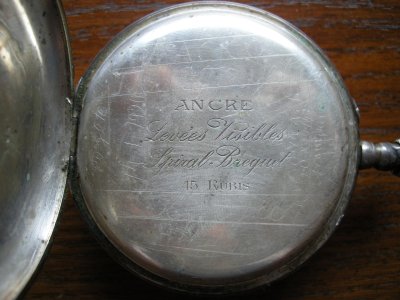 ANCRE
Levées Visibles
Spiral Breguet
15 RUBIS